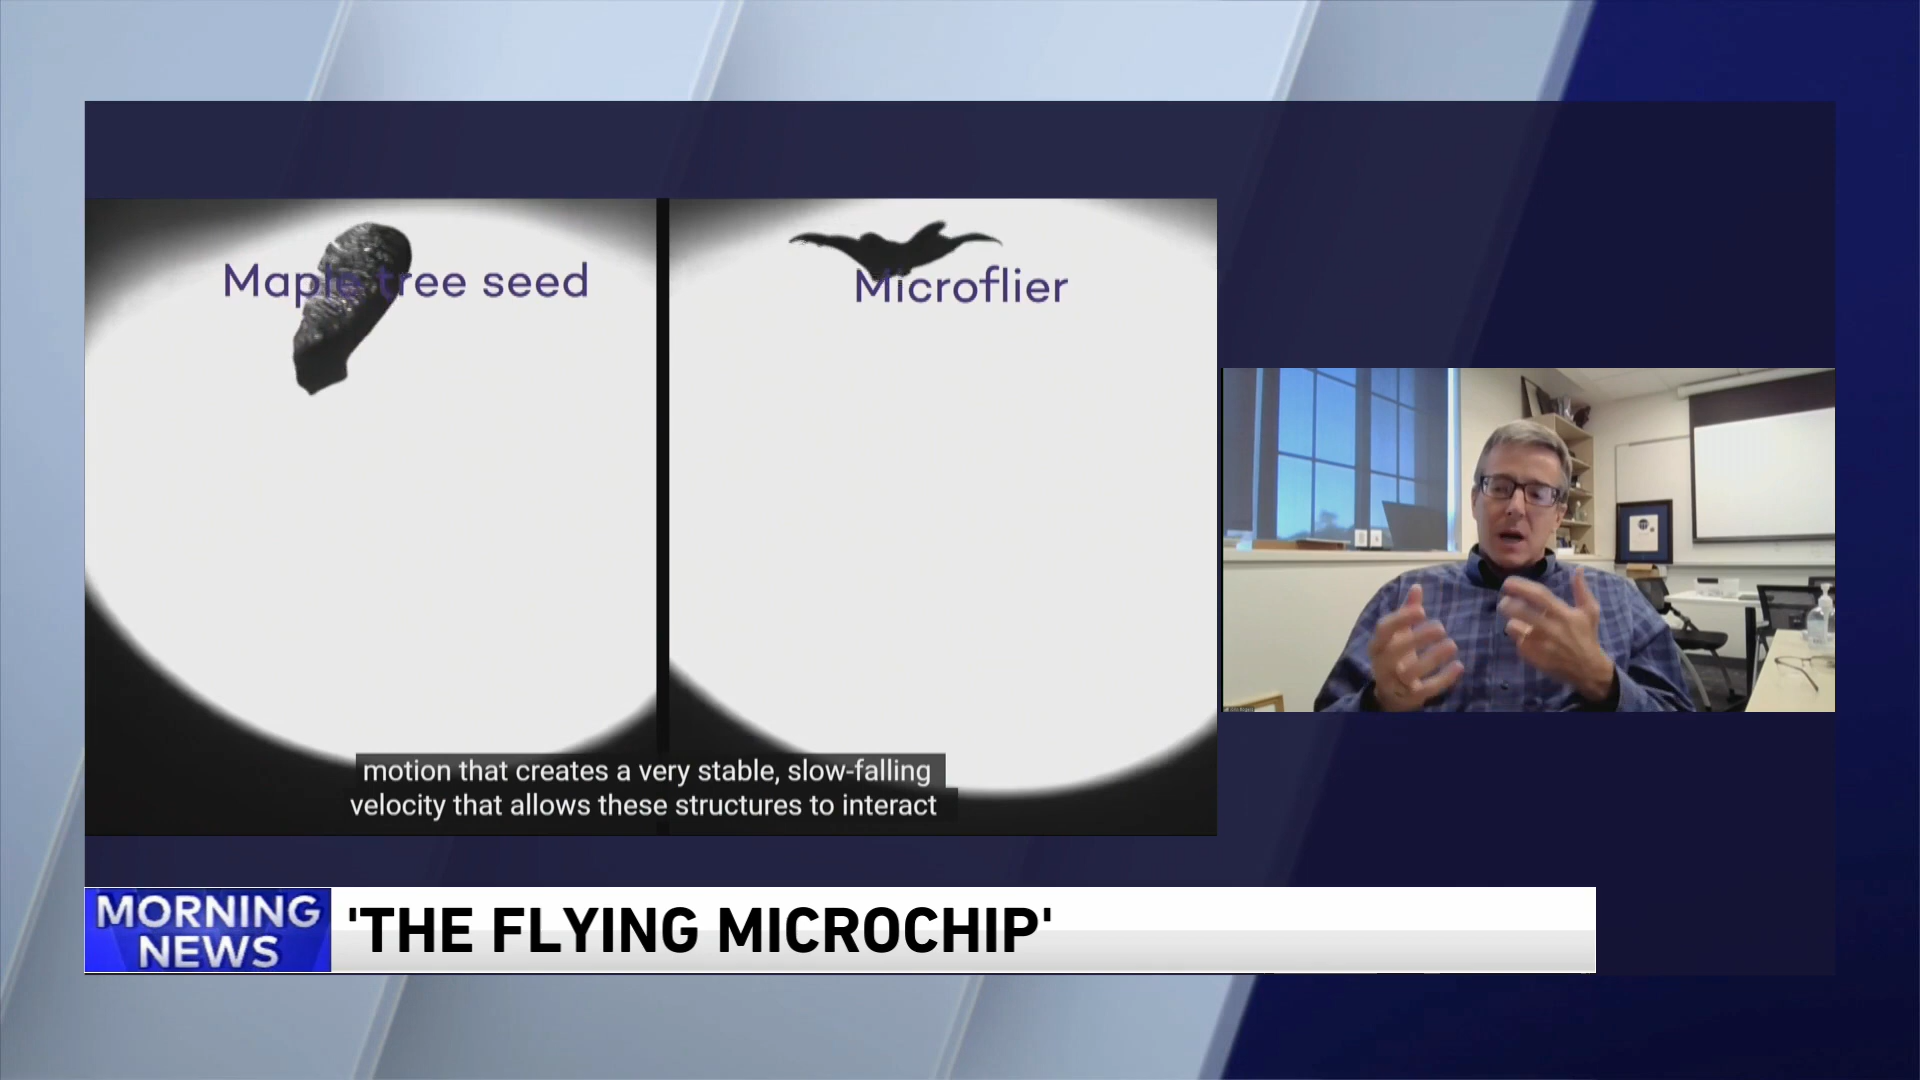 Maple tree seed
Microflier
motion that creates a very stable, slow-falling
velocity that allows these structures to interact
MORNING
NEWS
'THE FLYING MICROCHIP'